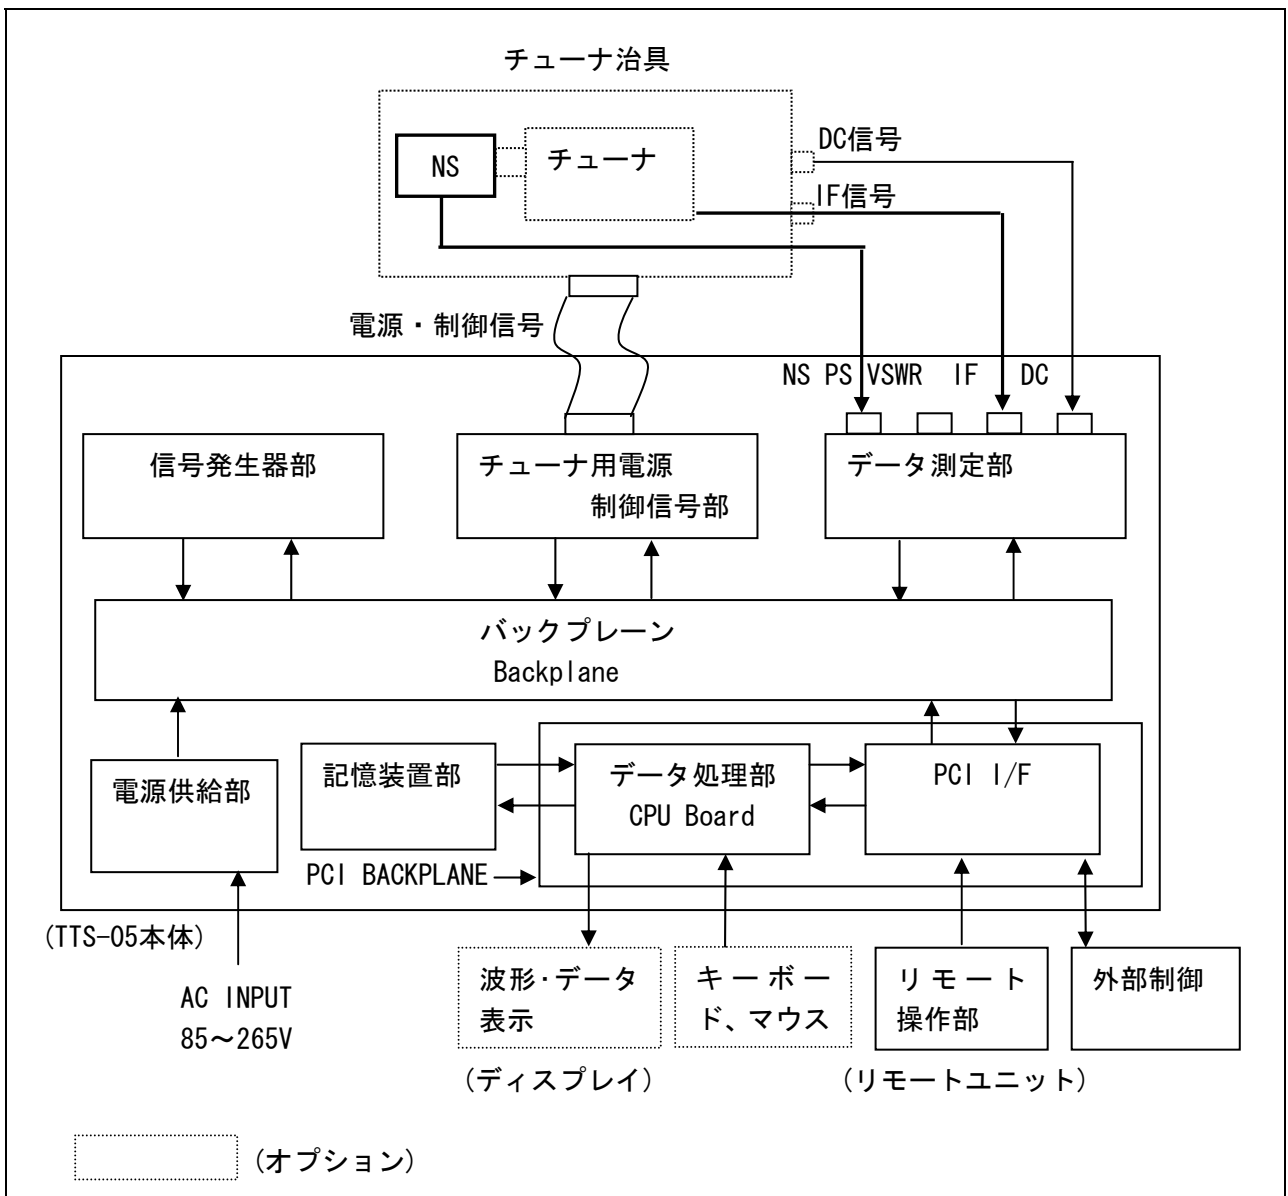 チューナ治具
NS
チューナ
DC信号
IF信号
電源・制御信号
NS PS VSWR IF DC
信号発生器部
チューナ用電源
制御信号部
データ測定部
バックプレーン
Backplane
電源供給部
記憶装置部
データ処理部
CPU Board
PCI I/F
PCI BACKPLANE
(TTS-05本体)
AC INPUT
85～265V
波形・データ
表示
(ディスプレイ)
キーボー
ド、マウス
リモート
操作部
(リモートユニット)
外部制御
(オプション)